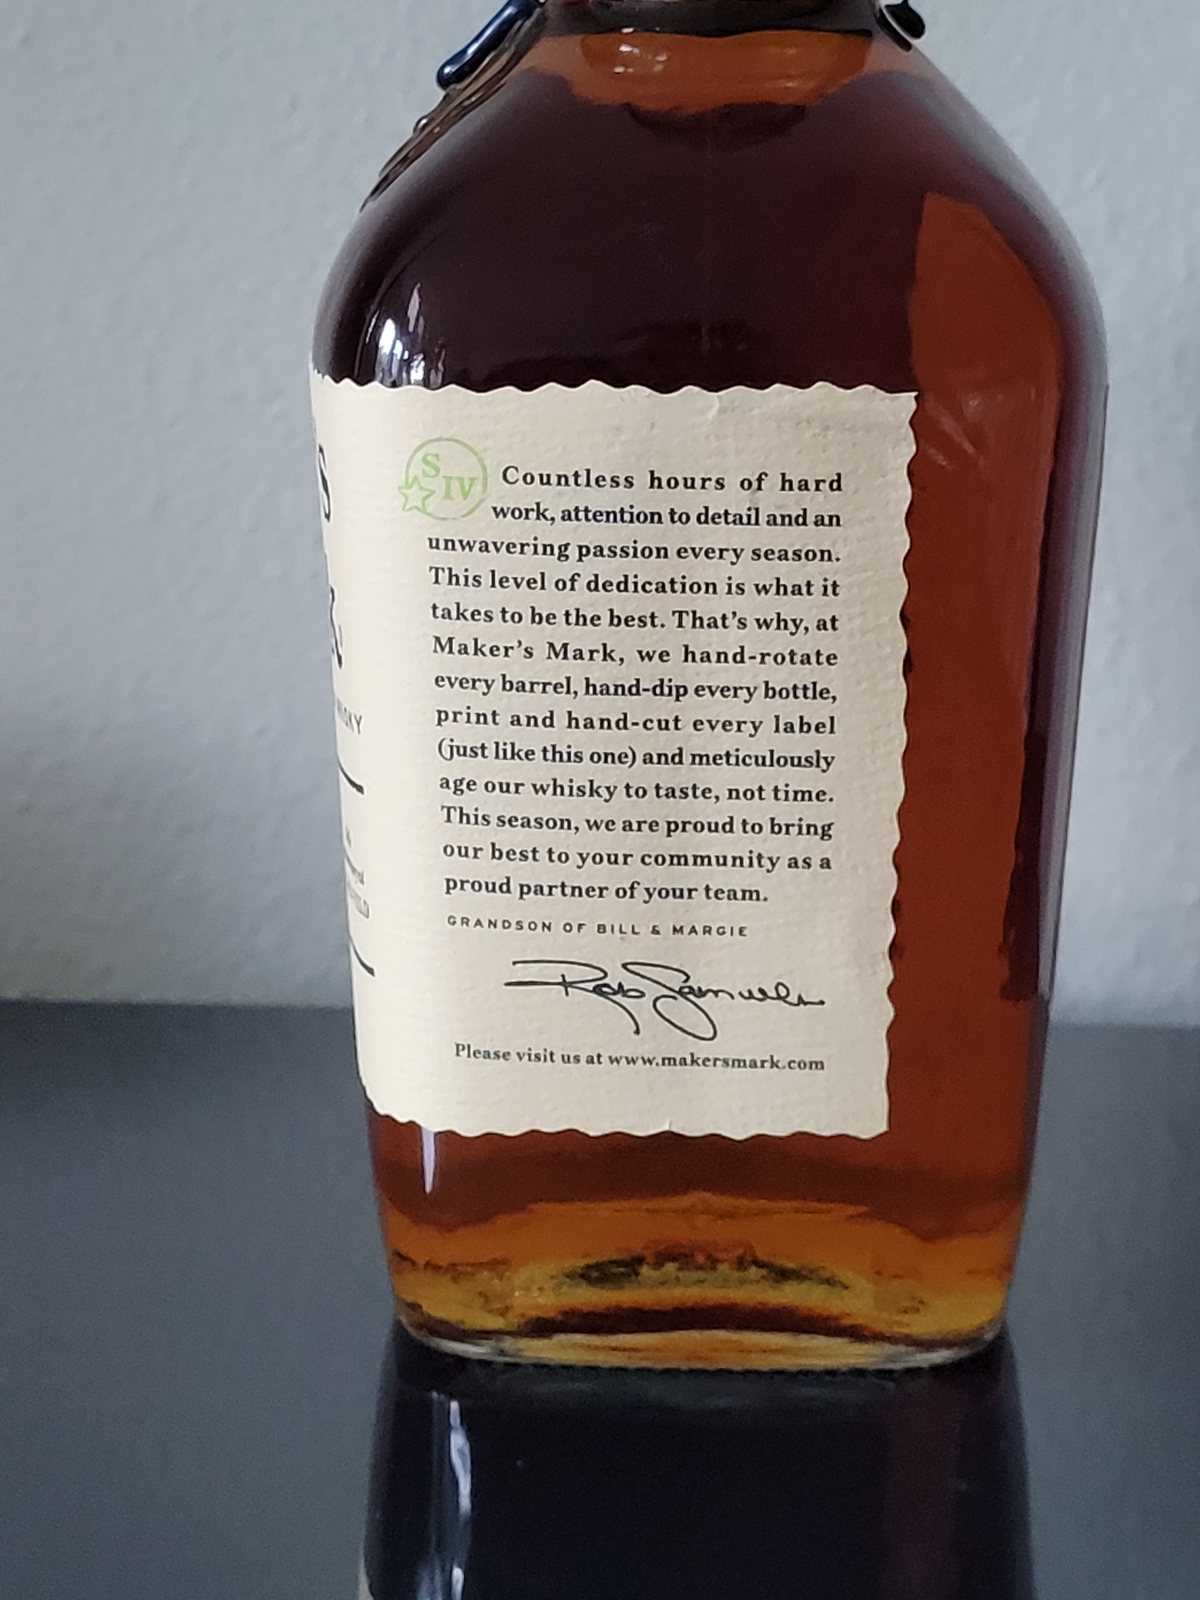 S
IV
Countless hours of hard
work, attention to detail and an
unwavering passion every season.
This level of dedication is what it
takes to be the best. That's why, at
Maker's Mark, we hand-rotate
every barrel, hand-dip every bottle,
print and hand-cut every label
(just like this one) and meticulously
age our whisky to taste, not time.
This season, we are proud to bring
our best to your community as a
proud partner of your team.
GRANDSON OF BILL & MARGIE
Rob Samuels
Please visit us at www.makersmark.com